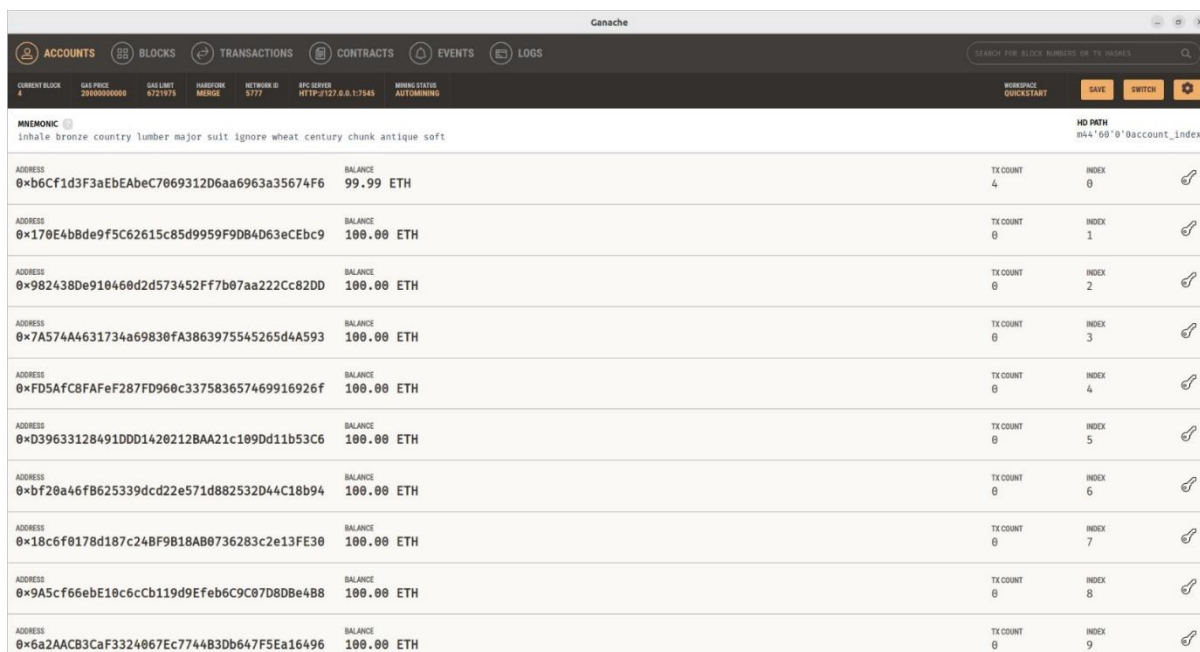 Ganache
ACCOUNTS BLOCKS TRANSACTIONS CONTRACTS EVENTS LOGS SEARCH FOR BLOCK NUMBERS OR TX HASHES
CURRENT BLOCK GAS PRICE GAS LIMIT HARDFORK NETWORK ID RPC SERVER MINING STATUS WORKSPACE
4 20000000000 6721975 MERGE 5777 HTTP://127.0.0.1:7545 AUTOMINING QUICKSTART SAVE SWITCH
MNEMONIC ? HD PATH
inhale bronze country lumber major suit ignore wheat century chunk antique soft m44'60'0'0account_index
ADDRESS BALANCE TX COUNT INDEX
0×b6Cf1d3F3aEbEAbeC7069312D6aa6963a35674F6 99.99 ETH 4 0
ADDRESS BALANCE TX COUNT INDEX
0×170E4bBde9f5C62615c85d9959F9DB4D63eCEbc9 100.00 ETH 0 1
ADDRESS BALANCE TX COUNT INDEX
0×982438De910460d2d573452Ff7b07aa222Cc82DD 100.00 ETH 0 2
ADDRESS BALANCE TX COUNT INDEX
0×7A574A4631734a69830fA3863975545265d4A593 100.00 ETH 0 3
ADDRESS BALANCE TX COUNT INDEX
0×FD5AfC8FAFeF287FD960c337583657469916926f 100.00 ETH 0 4
ADDRESS BALANCE TX COUNT INDEX
0×D39633128491DDD1420212BAA21c109Dd11b53C6 100.00 ETH 0 5
ADDRESS BALANCE TX COUNT INDEX
0×bf20a46fB625339dcd22e571d882532D44C18b94 100.00 ETH 0 6
ADDRESS BALANCE TX COUNT INDEX
0×18c6f0178d187c24BF9B18AB0736283c2e13FE30 100.00 ETH 0 7
ADDRESS BALANCE TX COUNT INDEX
0×9A5cf66ebE10c6cCb119d9Efeb6C9C07D8DBe4B8 100.00 ETH 0 8
ADDRESS BALANCE TX COUNT INDEX
0×6a2AACB3CaF3324067Ec7744B3Db647F5Ea16496 100.00 ETH 0 9